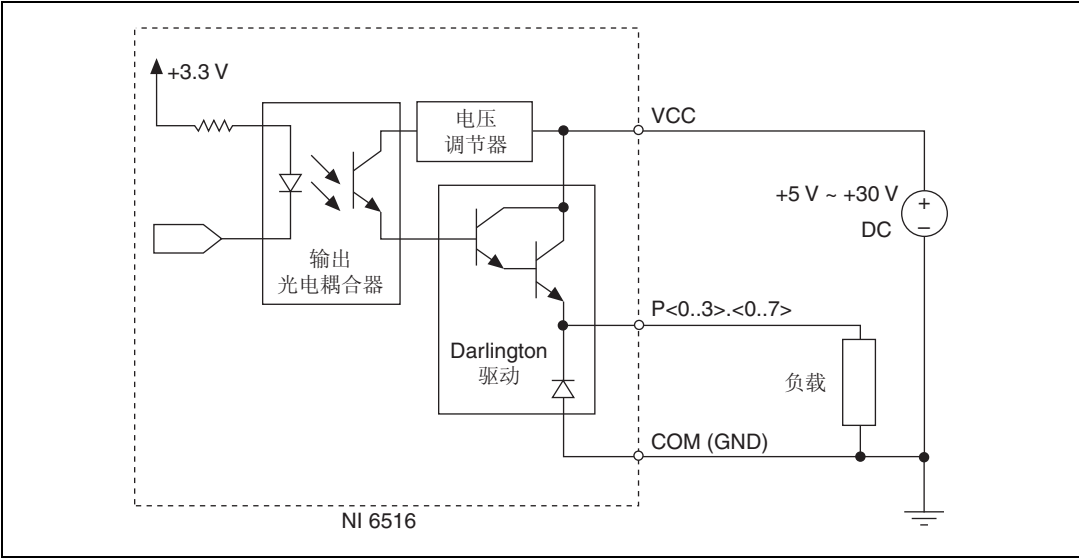 +3.3 V
电压
调节器
VCC
+5 V ~ +30 V
DC
+
–
输出
光电耦合器
P<0..3>.<0..7>
Darlington
驱动
负载
COM (GND)
NI 6516